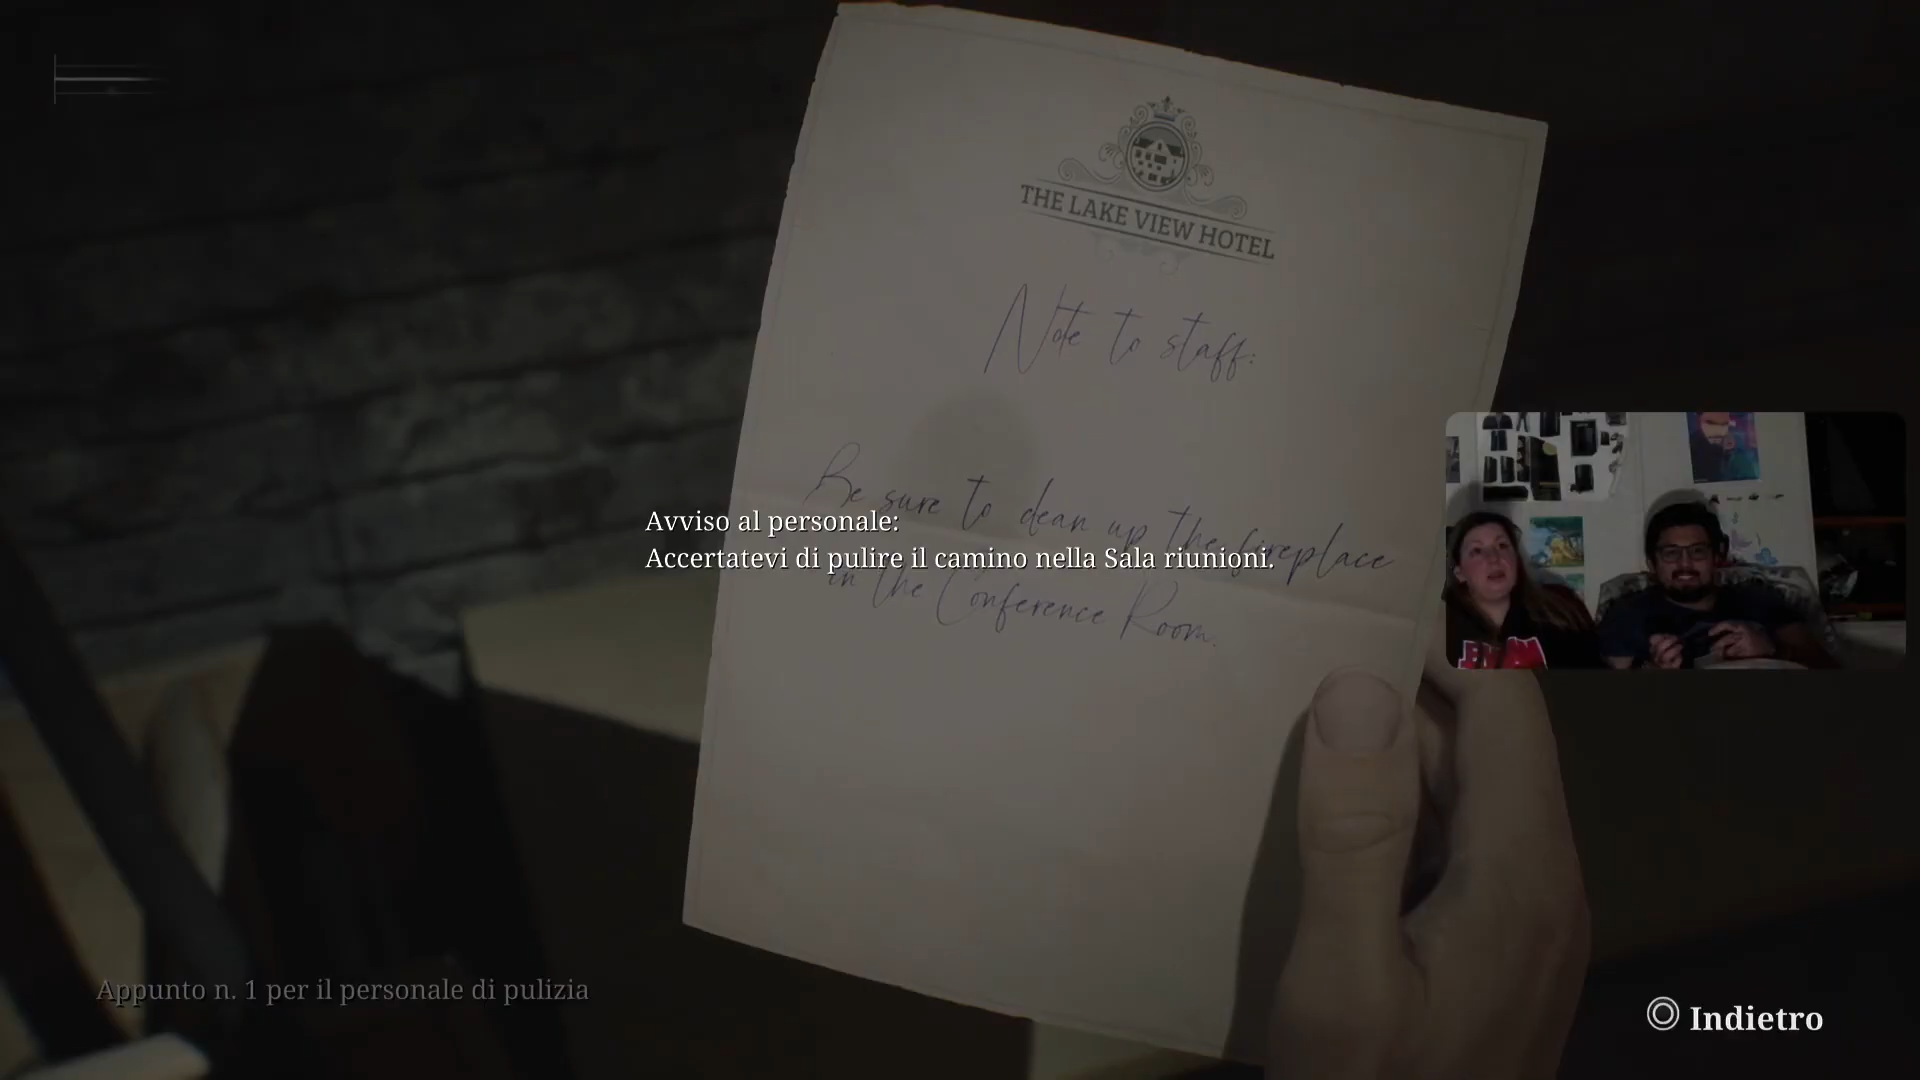 THE LAKE VIEW HOTEL
Note to staff:
Be sure to clean up the fireplace
in the Conference Room.
Avviso al personale:
Accertatevi di pulire il camino nella Sala riunioni.
Appunto n. 1 per il personale di pulizia
Indietro